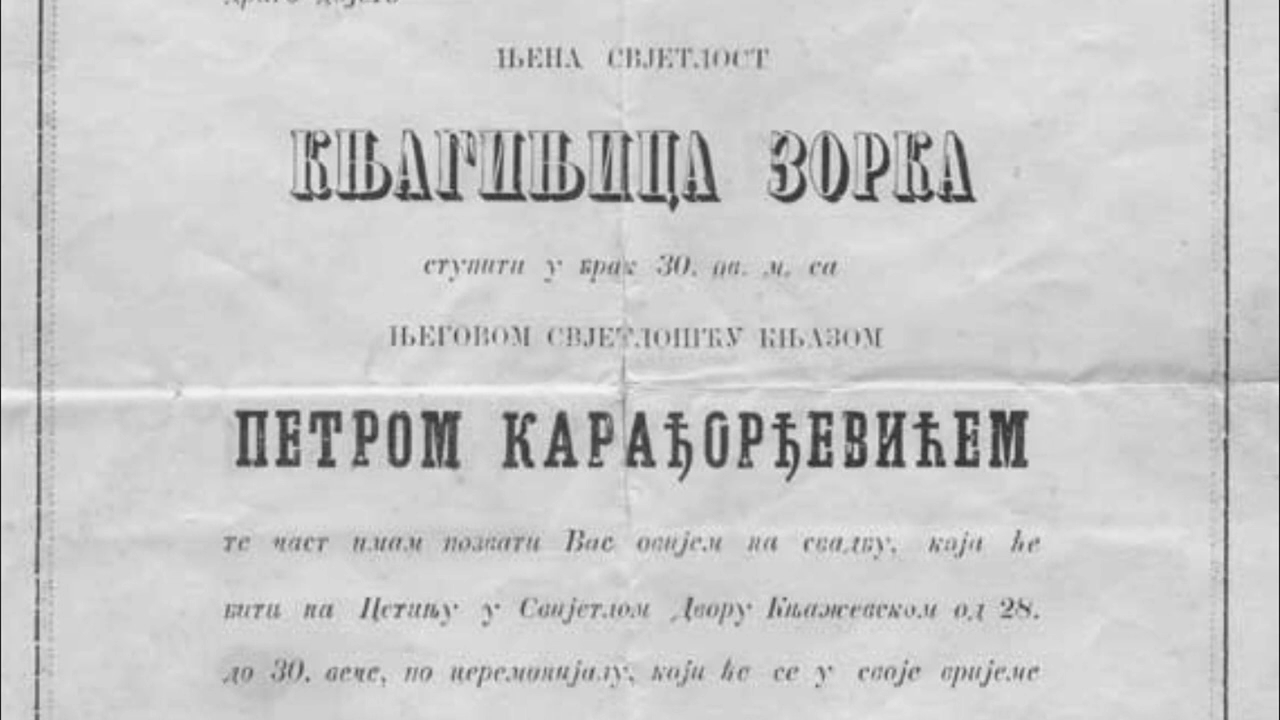 ЊЕНА СВЈЕТЛОСТ
КЊАГИЊИЦА ЗОРКА
ступити у брак 30. ов. м. са
ЊЕГОВОМ СВЈЕТЛОШЋУ КЊАЗОМ
ПЕТРОМ КАРАЂОРЂЕВИЋЕМ
те част имам позвати Вас овијем на свадбу, која ће
бити на Цетињу у Свијетлом Двору Књажевском од 28.
до 30. вече, по церемонијалу, који ће се у своје вријеме